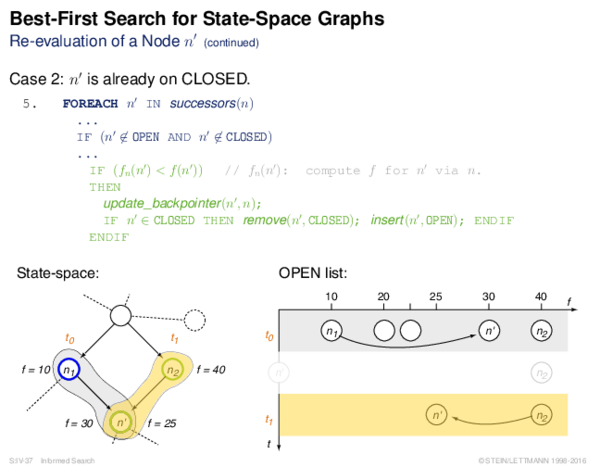 Best-First Search for State-Space Graphs
Re-evaluation of a Node n′ (continued)
Case 2: n′ is already on CLOSED.
5. FOREACH n′ IN successors(n)
...
IF (n′ ∉ OPEN AND n′ ∉ CLOSED)
...
IF (fₙ(n′) < f(n′)) // fₙ(n′): compute f for n′ via n.
THEN
update_backpointer(n′, n);
IF n′ ∈ CLOSED THEN remove(n′, CLOSED); insert(n′, OPEN); ENDIF
ENDIF
State-space:
t₀ t₁
f = 10 n₁ n₂ f = 40
f = 30 n′ f = 25
OPEN list:
10 20 25 30 40 f
t₀ n₁ n′ n₂
n′ n₂
t₁ n′ n₂
t
S:IV-37 Informed Search
© STEIN/LETTMANN 1998-2016